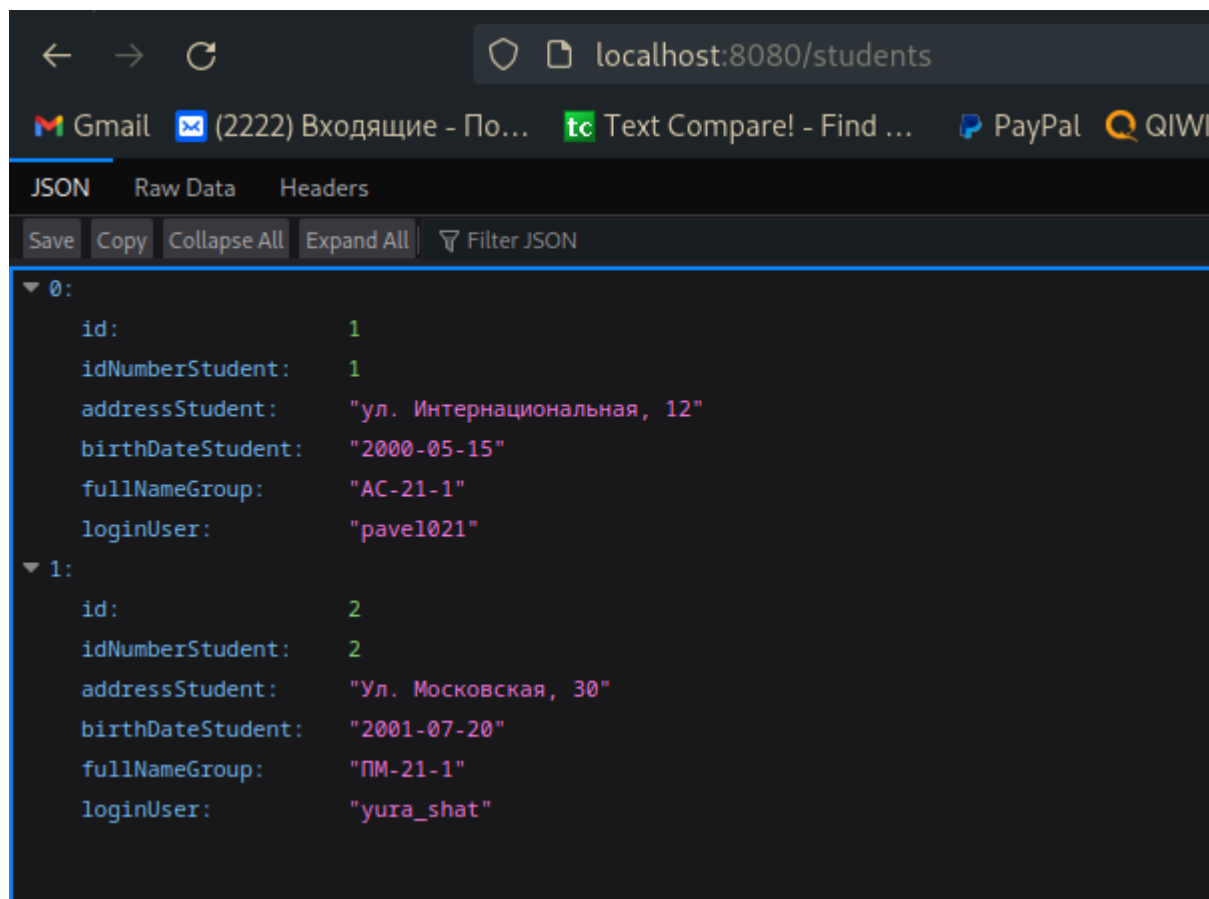 localhost:8080/students
Gmail (2222) Входящие - По... tc Text Compare! - Find ... PayPal QIWI
JSON Raw Data Headers
Save Copy Collapse All Expand All Filter JSON
0:
id: 1
idNumberStudent: 1
addressStudent: "ул. Интернациональная, 12"
birthDateStudent: "2000-05-15"
fullNameGroup: "АС-21-1"
loginUser: "pavel021"
1:
id: 2
idNumberStudent: 2
addressStudent: "Ул. Московская, 30"
birthDateStudent: "2001-07-20"
fullNameGroup: "ПМ-21-1"
loginUser: "yura_shat"